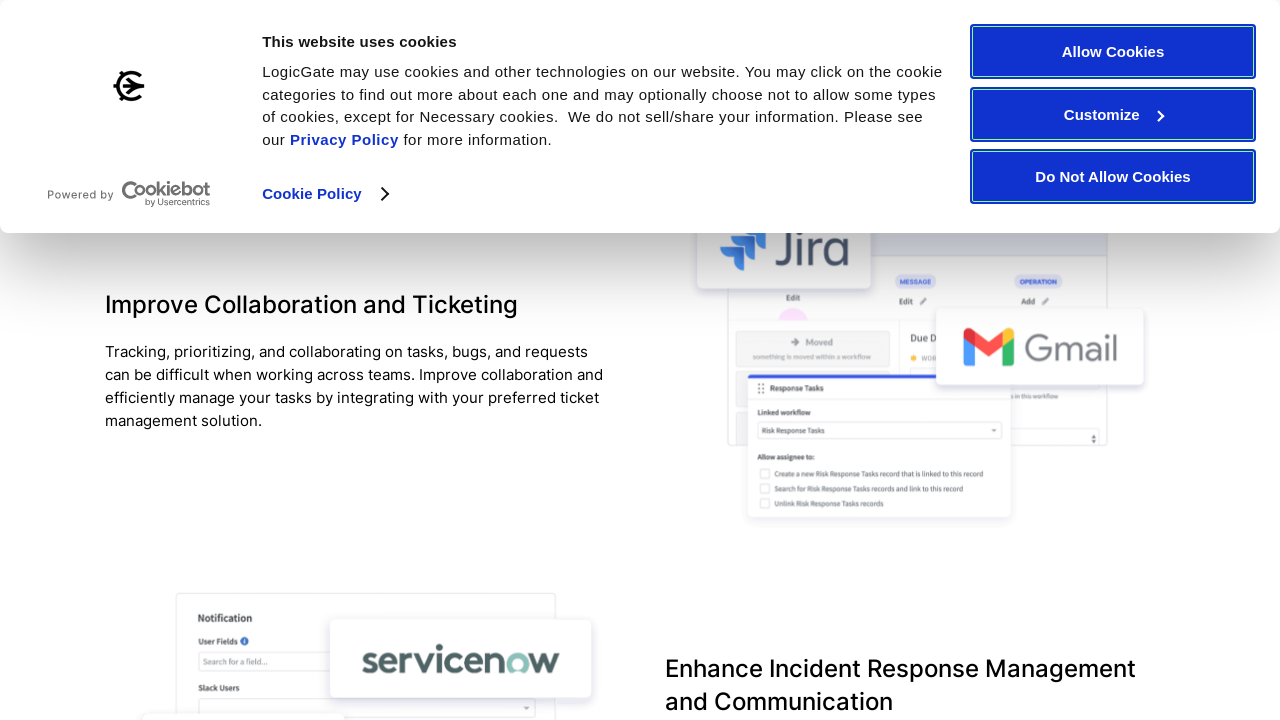 This website uses cookies
LogicGate may use cookies and other technologies on our website. You may click on the cookie
categories to find out more about each one and may optionally choose not to allow some types
of cookies, except for Necessary cookies.  We do not sell/share your information. Please see
our Privacy Policy for more information.
Cookie Policy
Powered by Cookiebot
by Usercentrics
Allow Cookies
Customize
Do Not Allow Cookies
Improve Collaboration and Ticketing
Tracking, prioritizing, and collaborating on tasks, bugs, and requests
can be difficult when working across teams. Improve collaboration and
efficiently manage your tasks by integrating with your preferred ticket
management solution.
Jira
MESSAGE
OPERATION
Edit
Edit
Add
Moved
something is moved within a workflow
Due D
Gmail
s in this workflow
Response Tasks
Linked workflow
Risk Response Tasks
Allow assignee to:
Create a new Risk Response Tasks record that is linked to this record
Search for Risk Response Tasks records and link to this record
Unlink Risk Response Tasks records
Notification
User Fields
Search for a field...
Slack Users
servicenow
Enhance Incident Response Management
and Communication